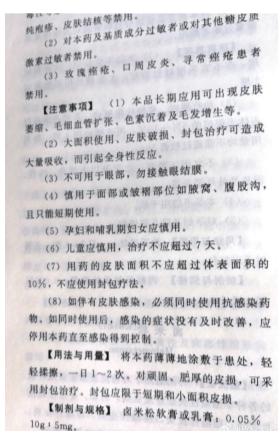 纯疱疹、皮肤结核等禁用。
(2) 对本药及基质成分过敏者或对其他糖皮质
激素过敏者禁用。
(3) 玫瑰痤疮、口周皮炎、寻常痤疮患者
禁用。
【注意事项】 (1) 本品长期应用可出现皮肤
萎缩、毛细血管扩张、色素沉着及毛发增生等。
(2) 大面积使用、皮肤破损、封包治疗可造成
大量吸收，而引起全身性反应。
(3) 不可用于眼部，勿接触眼结膜。
(4) 慎用于面部或皱褶部位如腋窝、腹股沟，
且只能短期使用。
(5) 孕妇和哺乳期妇女应慎用。
(6) 儿童应慎用，治疗不应超过 7 天。
(7) 用药的皮肤面积不应超过体表面积的
10%，不应使用封包疗法。
(8) 如伴有皮肤感染，必须同时使用抗感染药
物。如同时使用后，感染的症状没有及时改善，应
停用本药直至感染得到控制。
【用法与用量】 将本药薄薄地涂敷于患处，轻
轻揉擦，一日 1~2 次。对顽固、肥厚的皮损，可采
用封包治疗。封包应限于短期和小面积皮损。
【制剂与规格】 卤米松软膏或乳膏：0.05%
10g：5mg。